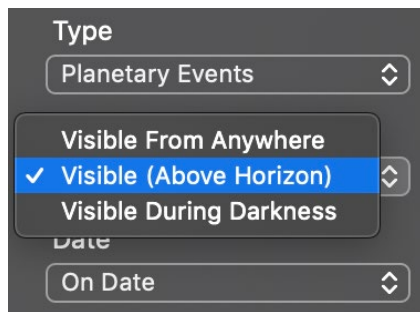 Type
Planetary Events
Visible From Anywhere
✓ Visible (Above Horizon)
Visible During Darkness
Date
On Date